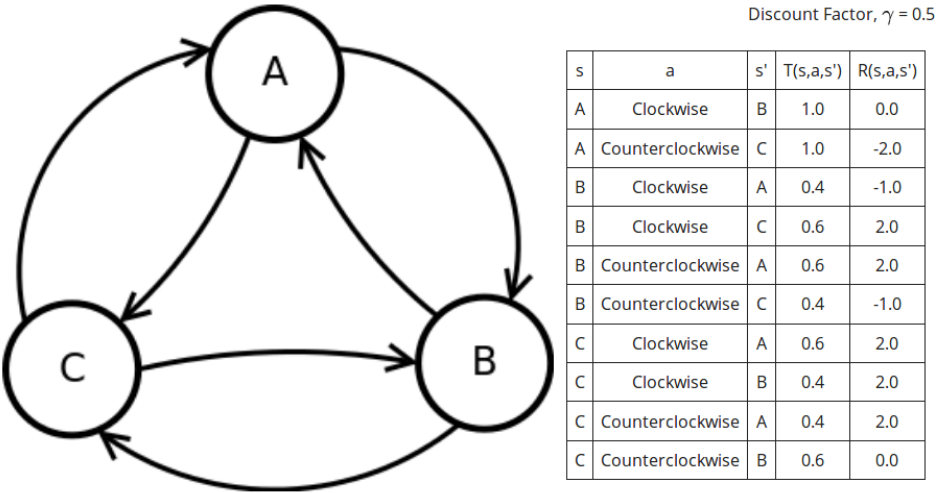 Discount Factor, γ = 0.5
A
C
B
s a s' T(s,a,s') R(s,a,s')
A Clockwise B 1.0 0.0
A Counterclockwise C 1.0 -2.0
B Clockwise A 0.4 -1.0
B Clockwise C 0.6 2.0
B Counterclockwise A 0.6 2.0
B Counterclockwise C 0.4 -1.0
C Clockwise A 0.6 2.0
C Clockwise B 0.4 2.0
C Counterclockwise A 0.4 2.0
C Counterclockwise B 0.6 0.0